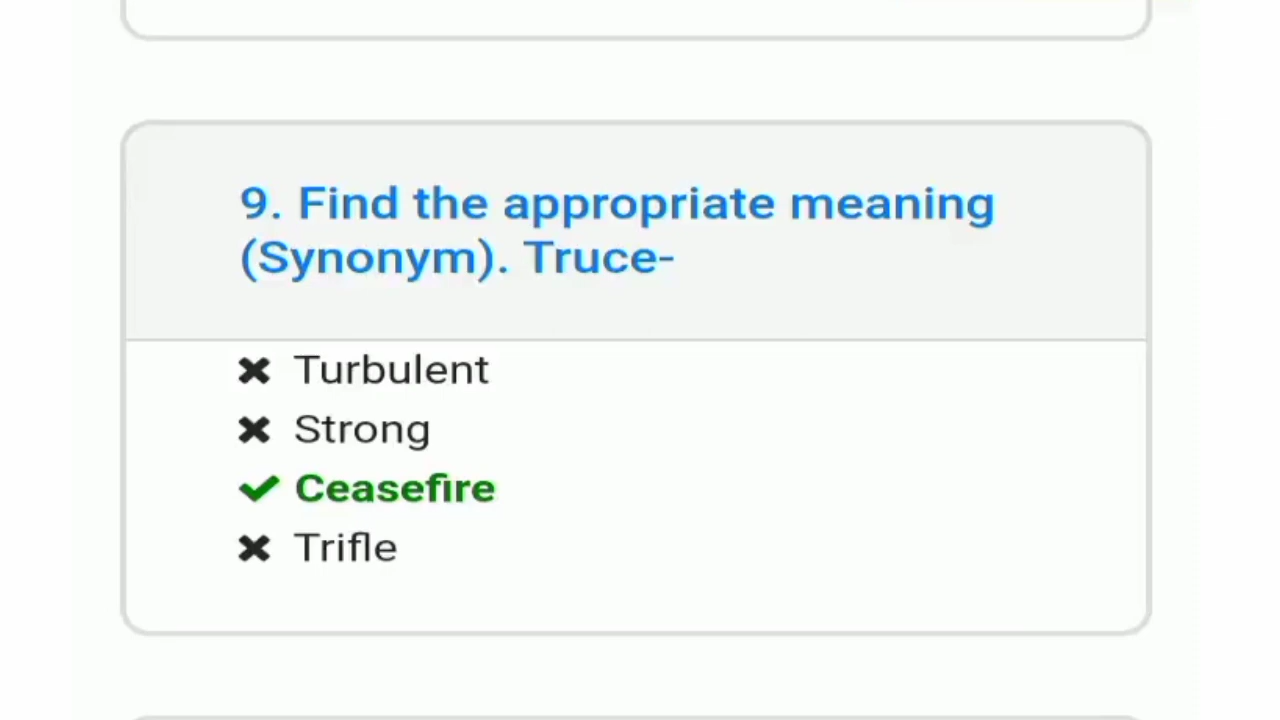 9. Find the appropriate meaning
(Synonym). Truce-
Turbulent
Strong
Ceasefire
Trifle